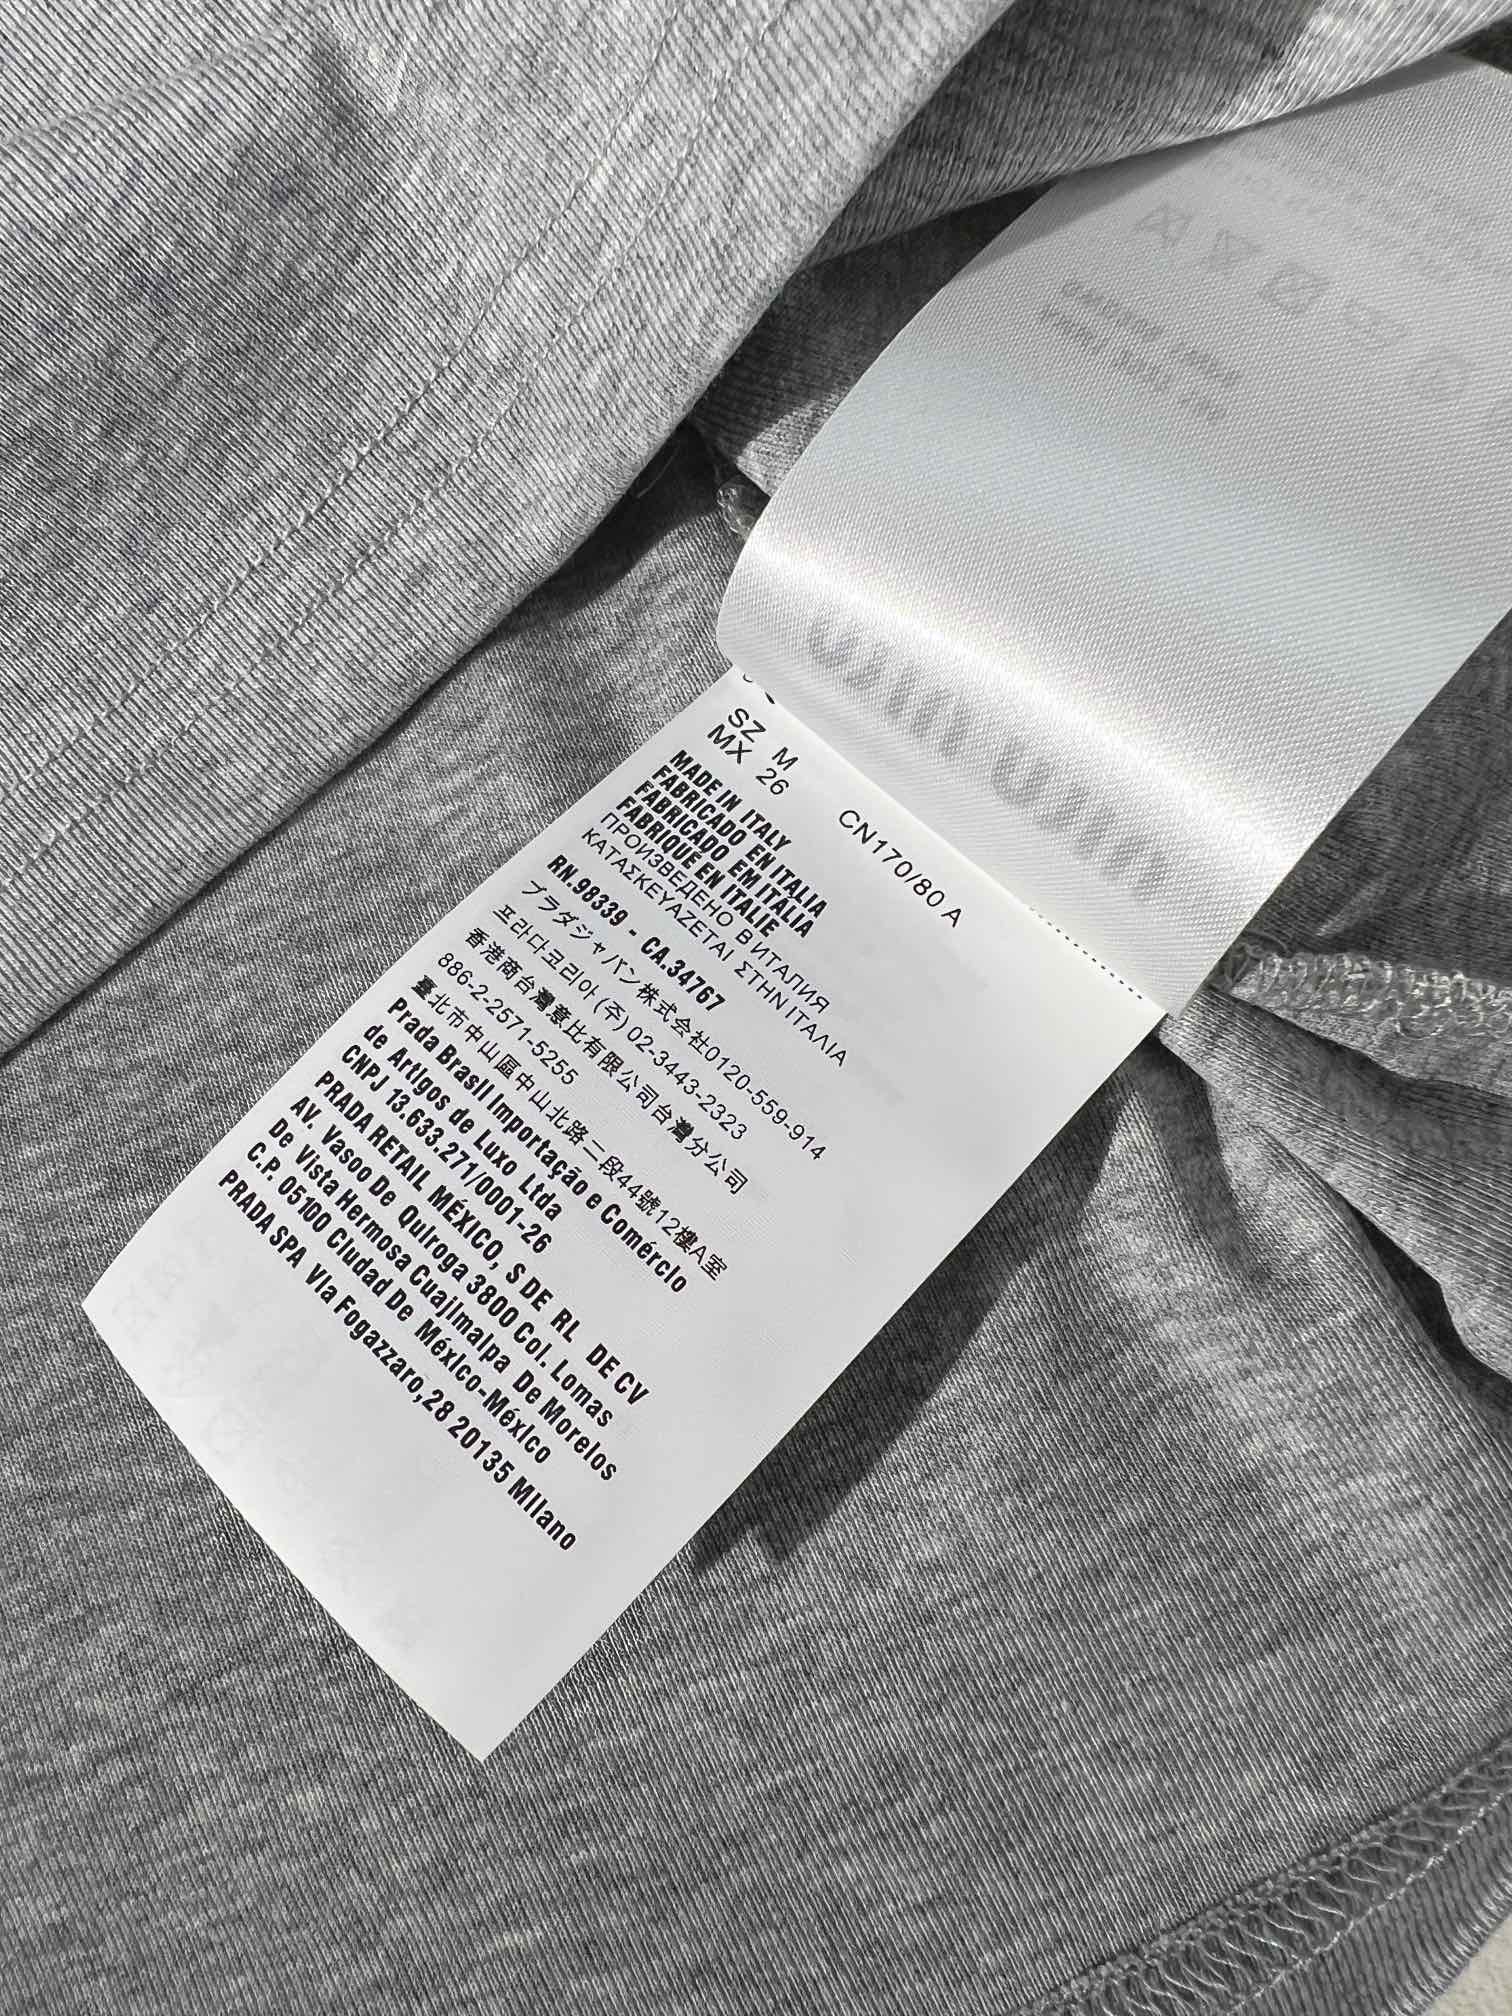 SZ M CN170/80 A
MX 26
MADE IN ITALY
FABRICADO EN ITALIA
FABRICADO EM ITALIA
FABRIQUE EN ITALIE
ПРОИЗВЕДЕНО В ИТАЛИЯ
ΚΑΤΑΣΚΕΥΑΖΕΤΑΙ ΣΤΗΝ ΙΤΑΛΙΑ
RN.98339 - CA.34767
プラダジャパン株式会社0120-559-914
프라다코리아 (주) 02-3443-2323
香港商台灣意比有限公司台灣分公司
886-2-2571-5255
臺北市中山區中山北路二段44號12樓A室
Prada Brasil Importação e Comércio
de Artigos de Luxo Ltda
CNPJ 13.633.271/0001-26
PRADA RETAIL MÉXICO, S DE RL DE CV
AV. Vasoo De Quiroga 3800 Col. Lomas
De Vista Hermosa Cuajimalpa De Morelos
C.P. 05100 Ciudad De México-México
PRADA SPA Via Fogazzaro,28 20135 Milano